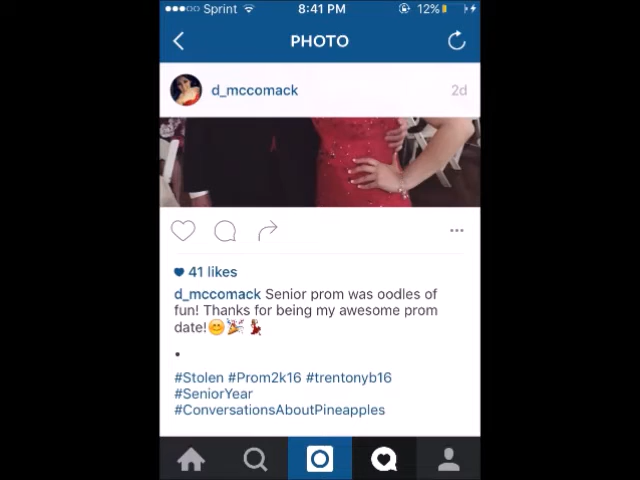 Sprint 8:41 PM 12%
PHOTO
d_mccomack 2d
41 likes
d_mccomack Senior prom was oodles of
fun! Thanks for being my awesome prom
date!😊🎉💃
•
#Stolen #Prom2k16 #trentonyb16
#SeniorYear
#ConversationsAboutPineapples